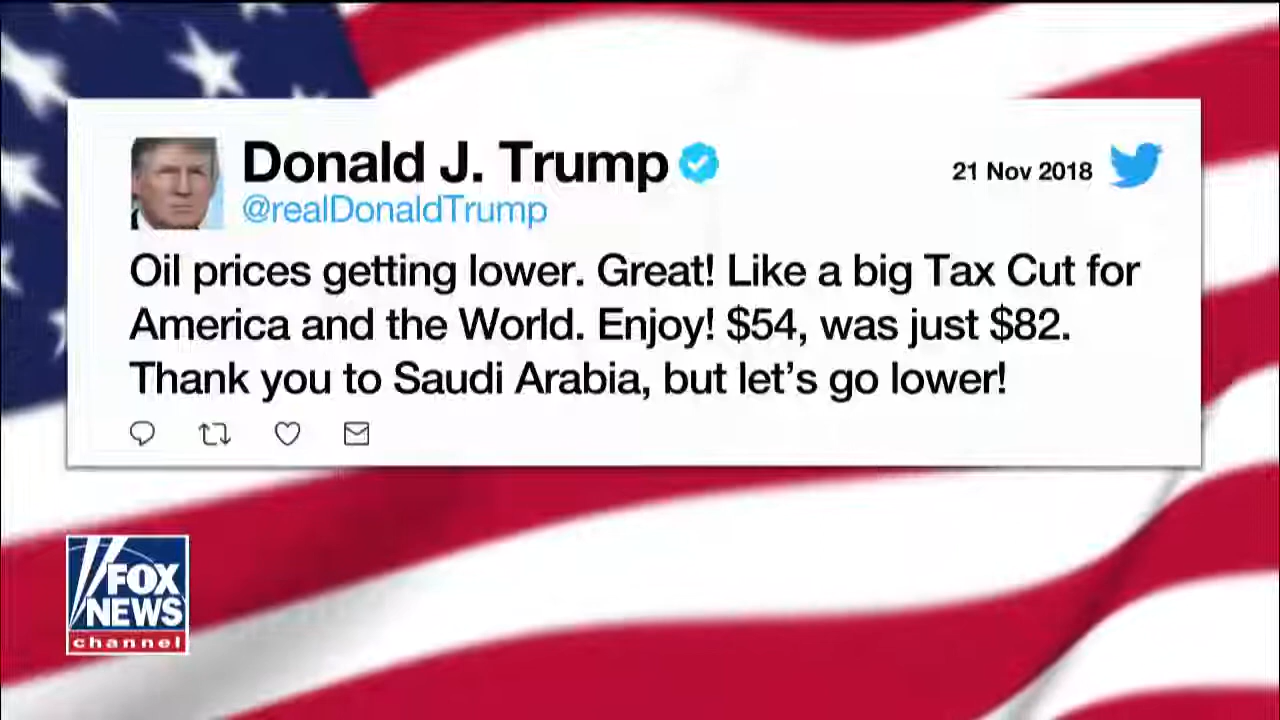 Donald J. Trump
21 Nov 2018
@realDonaldTrump
Oil prices getting lower. Great! Like a big Tax Cut for
America and the World. Enjoy! $54, was just $82.
Thank you to Saudi Arabia, but let’s go lower!
FOX
NEWS
channel